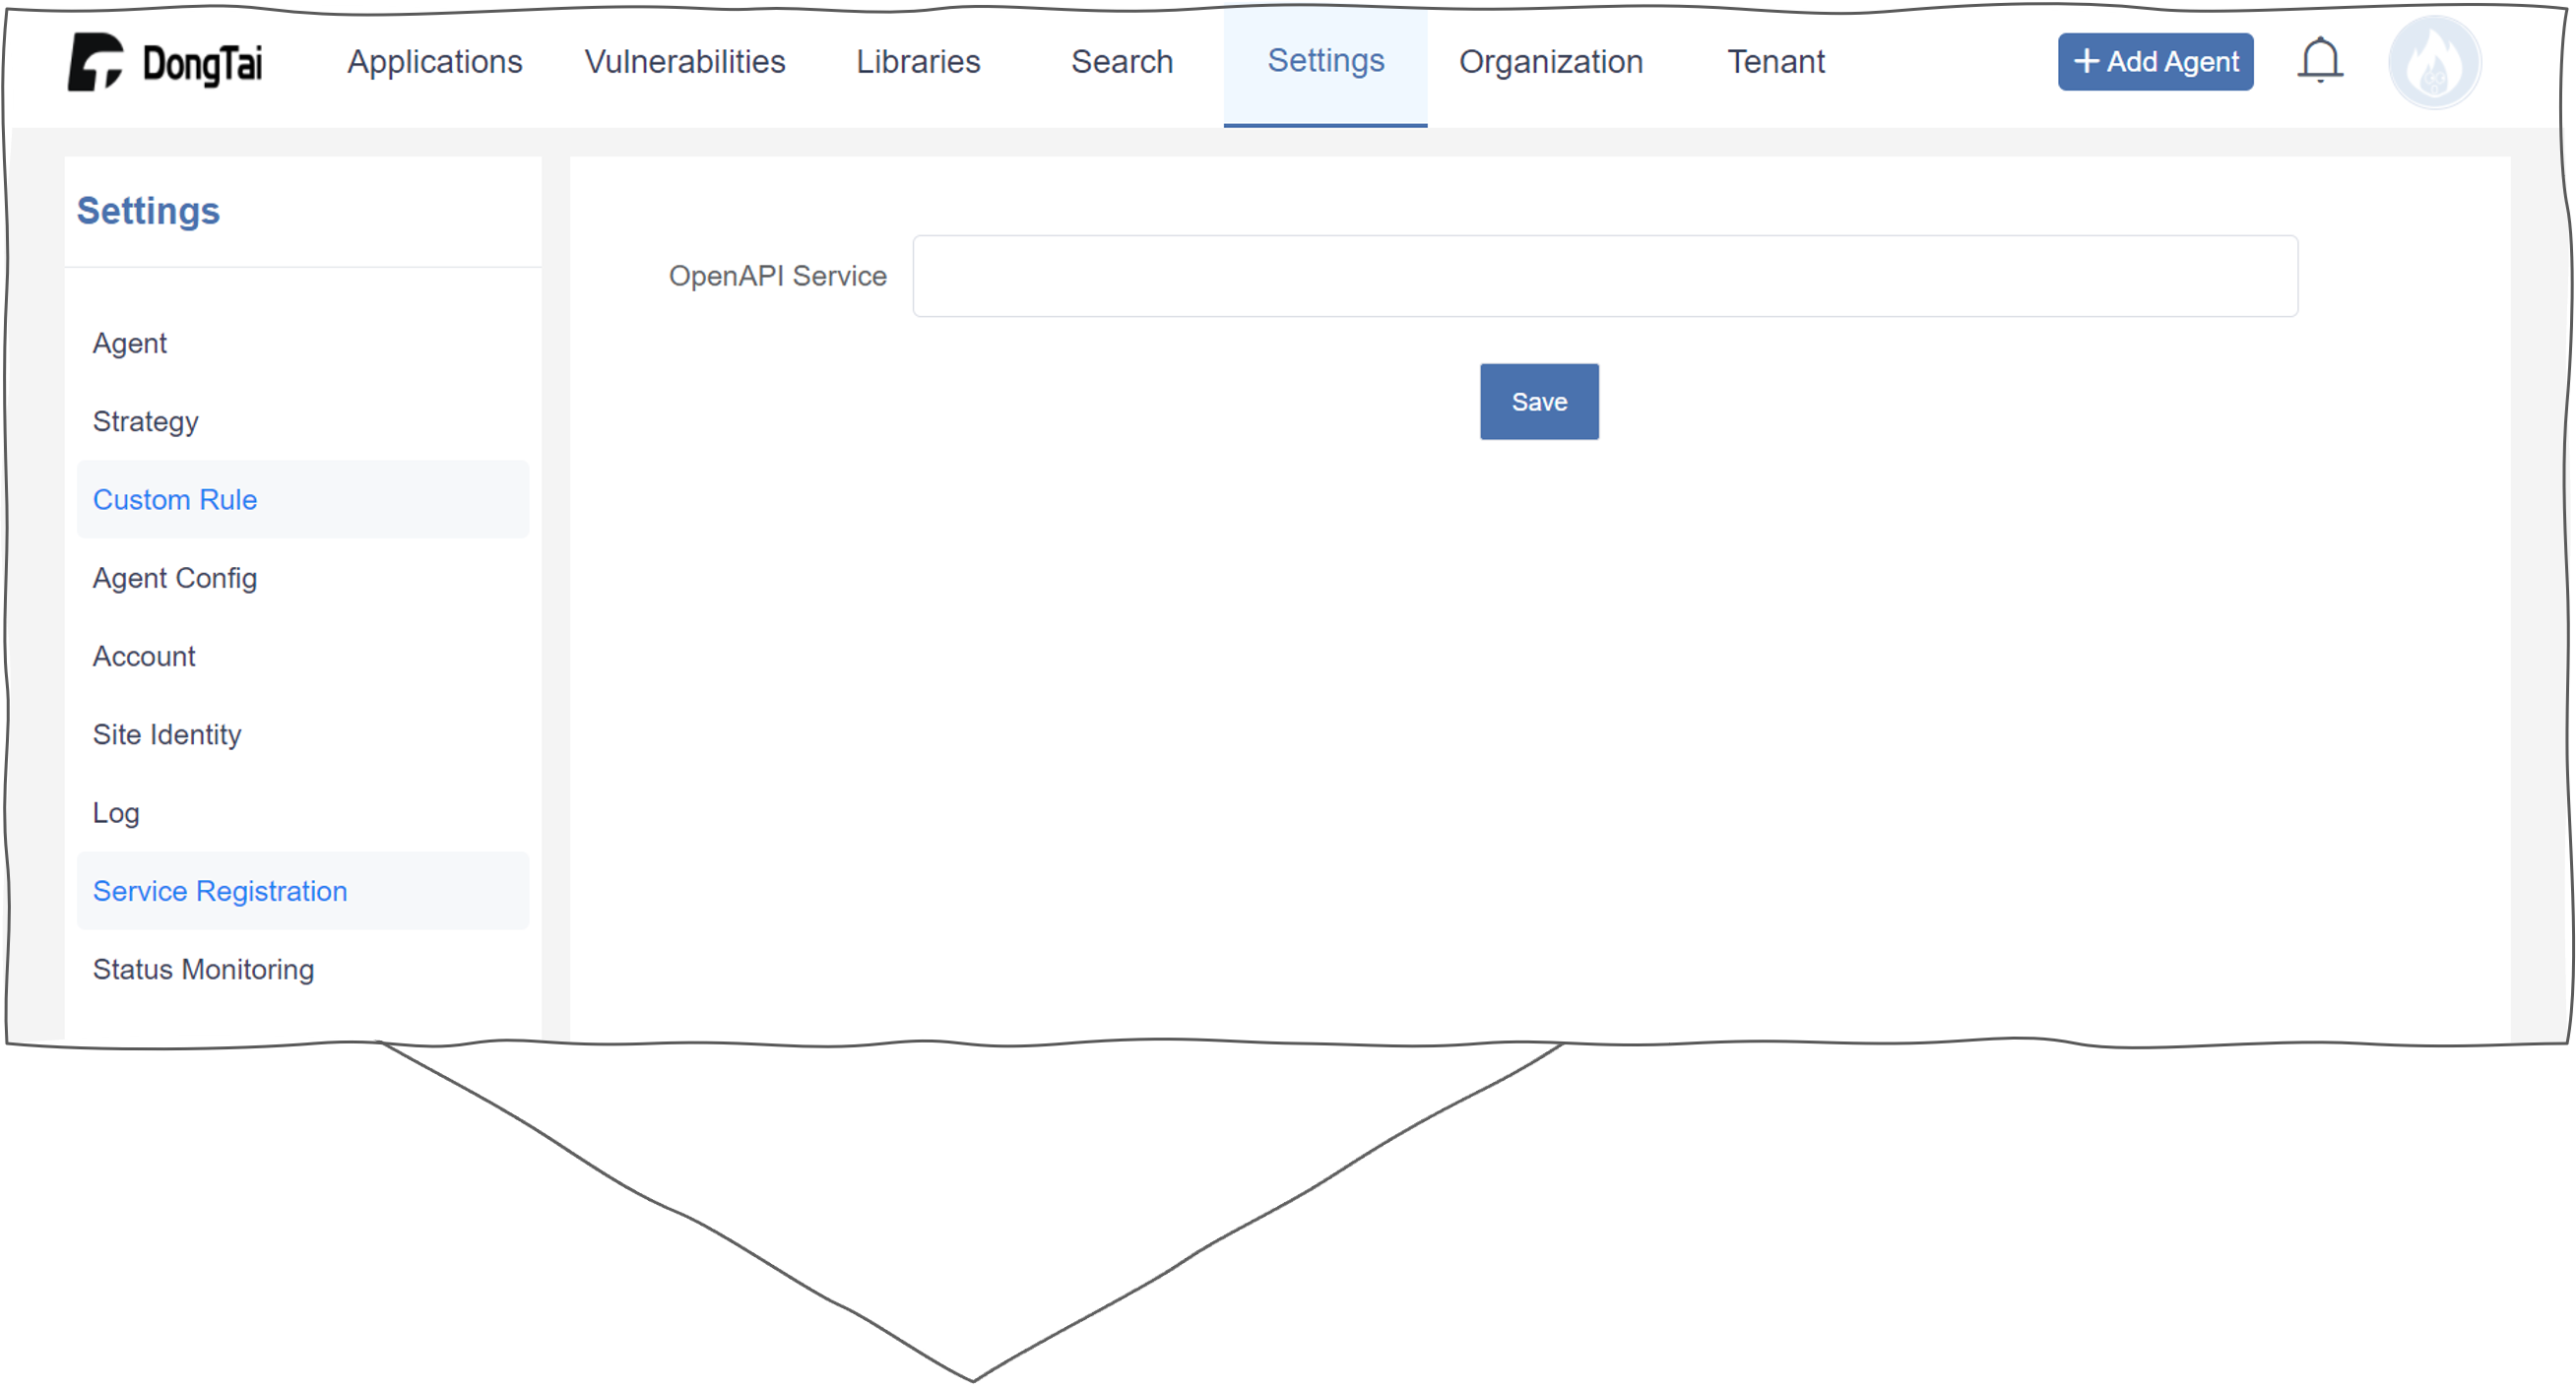 DongTai Applications Vulnerabilities Libraries Search Settings Organization Tenant + Add Agent
Settings
OpenAPI Service
Save
Agent
Strategy
Custom Rule
Agent Config
Account
Site Identity
Log
Service Registration
Status Monitoring